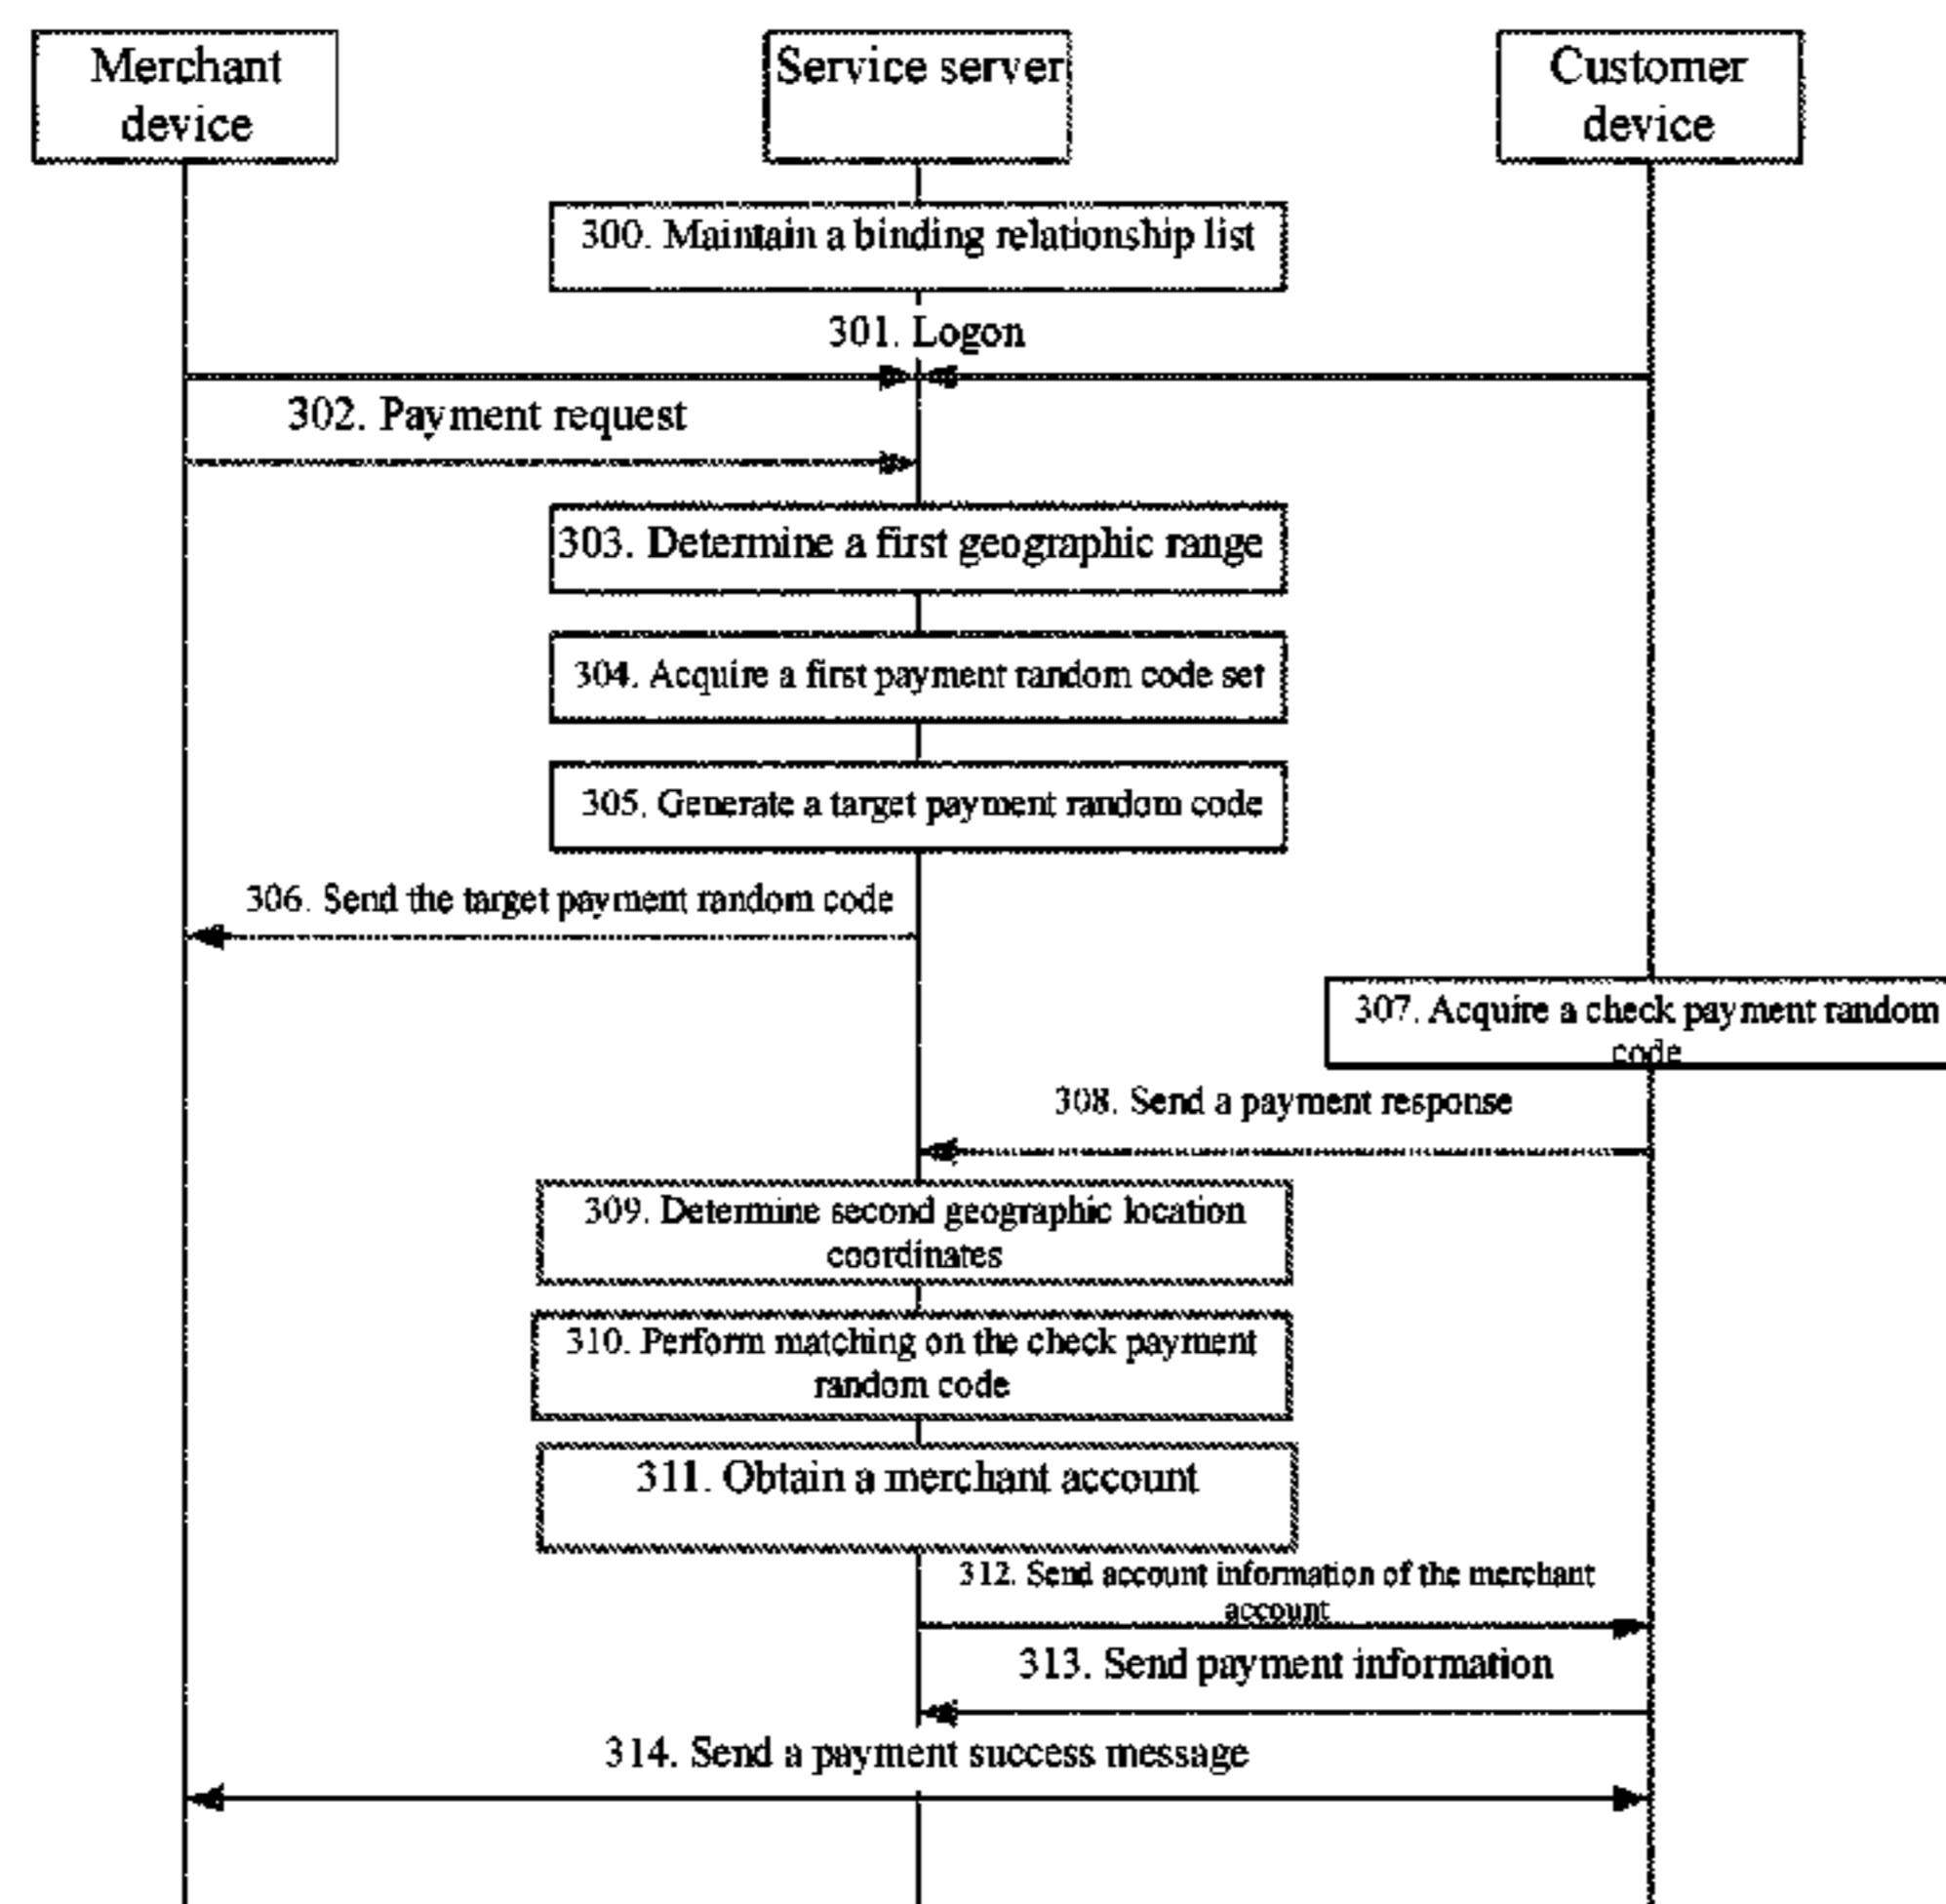 Merchant
device
Service server
Customer
device
300. Maintain a binding relationship list
301. Logon
302. Payment request
303. Determine a first geographic range
304. Acquire a first payment random code set
305. Generate a target payment random code
306. Send the target payment random code
307. Acquire a check payment random
code
308. Send a payment response
309. Determine second geographic location
coordinates
310. Perform matching on the check payment
random code
311. Obtain a merchant account
312. Send account information of the merchant
account
313. Send payment information
314. Send a payment success message